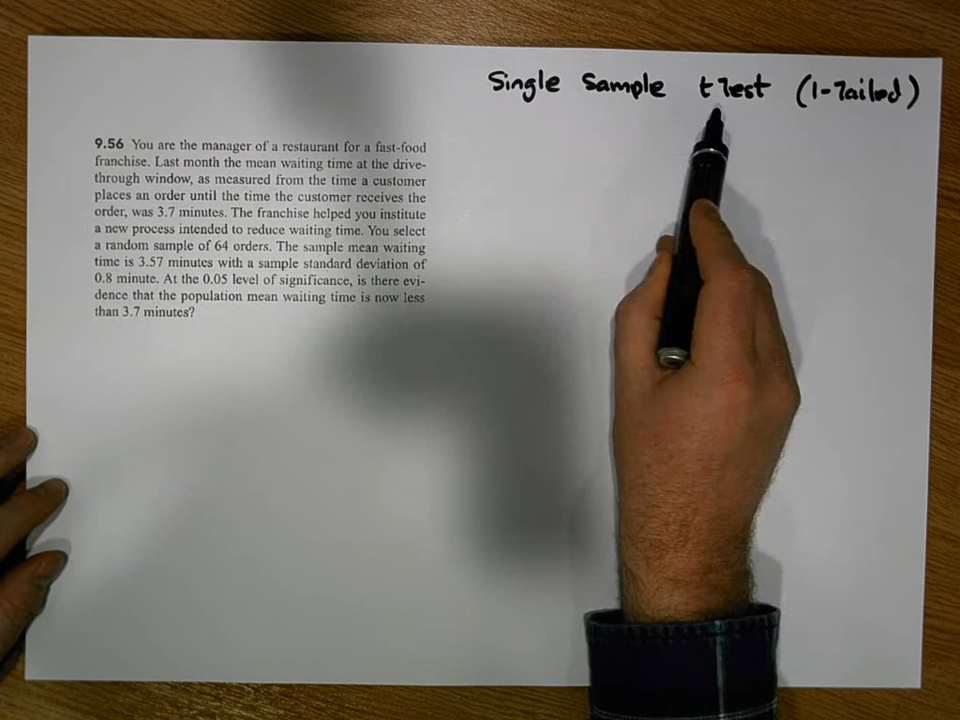 Single Sample t Test (1-Tailed)
9.56 You are the manager of a restaurant for a fast-food
franchise. Last month the mean waiting time at the drive-
through window, as measured from the time a customer
places an order until the time the customer receives the
order, was 3.7 minutes. The franchise helped you institute
a new process intended to reduce waiting time. You select
a random sample of 64 orders. The sample mean waiting
time is 3.57 minutes with a sample standard deviation of
0.8 minute. At the 0.05 level of significance, is there evi-
dence that the population mean waiting time is now less
than 3.7 minutes?